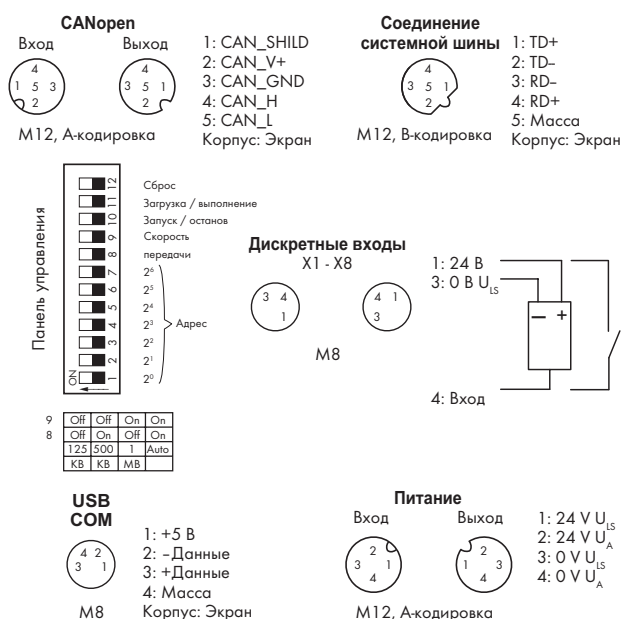 CANopen
Вход
Выход
4
1 5 3
2
4
3 5 1
2
М12, А-кодировка
1: CAN_SHILD
2: CAN_V+
3: CAN_GND
4: CAN_H
5: CAN_L
Корпус: Экран
Соединение
системной шины
4
3 5 1
2
М12, В-кодировка
1: TD+
2: TD–
3: RD–
4: RD+
5: Масса
Корпус: Экран
Панель управления
12 Сброс
11 Загрузка / выполнение
10 Запуск / останов
9 Скорость
8 передачи
7 2⁶
6 2⁵
5 2⁴
4 2³
3 2²
2 2¹
1 2⁰
Адрес
ON
9 Off Off On On
8 Off On Off On
125 500 1 Auto
KB KB MB
Дискретные входы
X1 - X8
3 4
1
4 1
3
M8
1: 24 В
3: 0 В U_LS
– +
4: Вход
USB
COM
4 2
3 1
M8
1: +5 В
2: –Данные
3: +Данные
4: Масса
Корпус: Экран
Питание
Вход
Выход
2
1 3
4
2
3 1
4
М12, А-кодировка
1: 24 V U_LS
2: 24 V U_A
3: 0 V U_LS
4: 0 V U_A